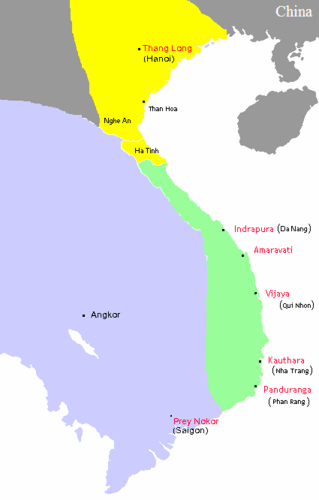 China
Thang Long
(Hanoi)
Than Hoa
Nghe An
Ha Tinh
Indrapura (Da Nang)
Amaravati
Vijaya
(Qui Nhon)
Angkor
Kauthara
(Nha Trang)
Panduranga
(Phan Rang)
Prey Nokor
(Saigon)